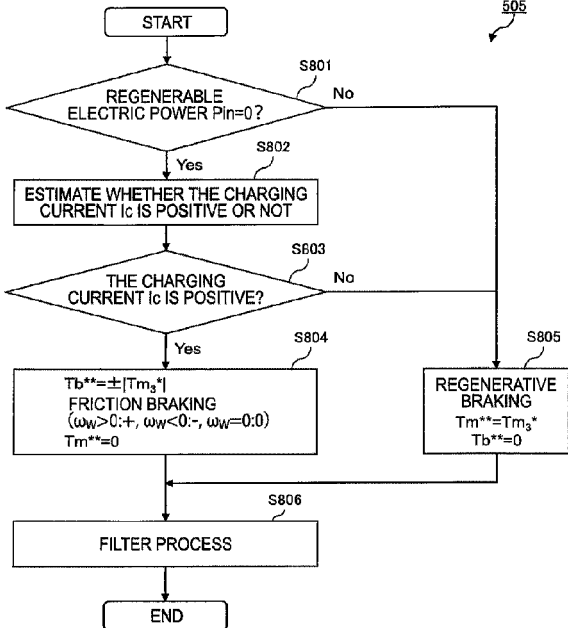 505
START
S801
REGENERABLE
ELECTRIC POWER Pin=0?
No
Yes
S802
ESTIMATE WHETHER THE CHARGING
CURRENT Ic IS POSITIVE OR NOT
S803
THE CHARGING
CURRENT Ic IS POSITIVE?
No
Yes
S804
Tb**=±|Tm₃*|
FRICTION BRAKING
(ωw>0:+, ωw<0:-, ωw=0:0)
Tm**=0
S805
REGENERATIVE
BRAKING
Tm**=Tm₃*
Tb**=0
S806
FILTER PROCESS
END